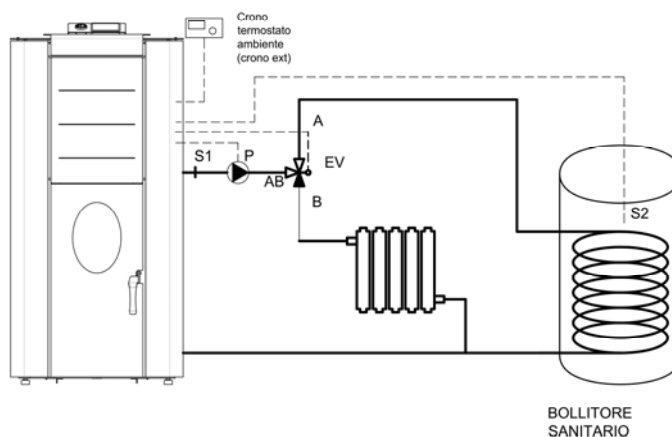 Crono
termostato
ambiente
(crono ext)
A
S1
P
EV
AB
B
S2
BOLLITORE
SANITARIO